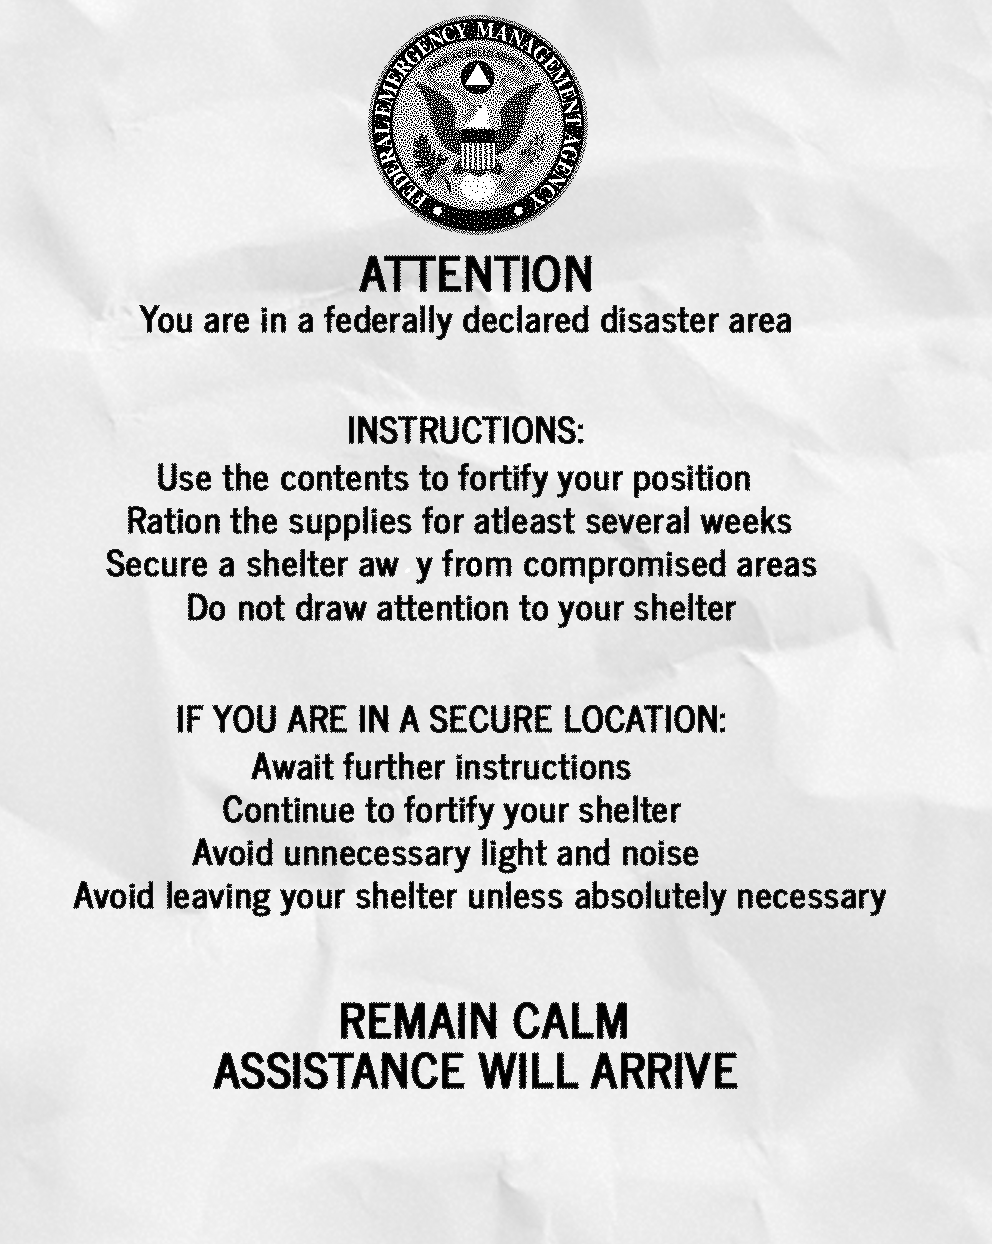 FEDERAL EMERGENCY MANAGEMENT AGENCY
ATTENTION
You are in a federally declared disaster area
INSTRUCTIONS:
Use the contents to fortify your position
Ration the supplies for atleast several weeks
Secure a shelter aw y from compromised areas
Do not draw attention to your shelter
IF YOU ARE IN A SECURE LOCATION:
Await further instructions
Continue to fortify your shelter
Avoid unnecessary light and noise
Avoid leaving your shelter unless absolutely necessary
REMAIN CALM
ASSISTANCE WILL ARRIVE